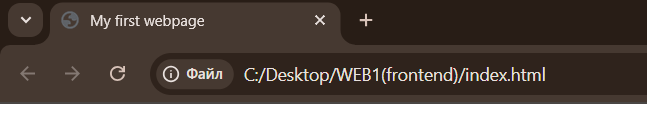 My first webpage
Файл C:/Desktop/WEB1(frontend)/index.html